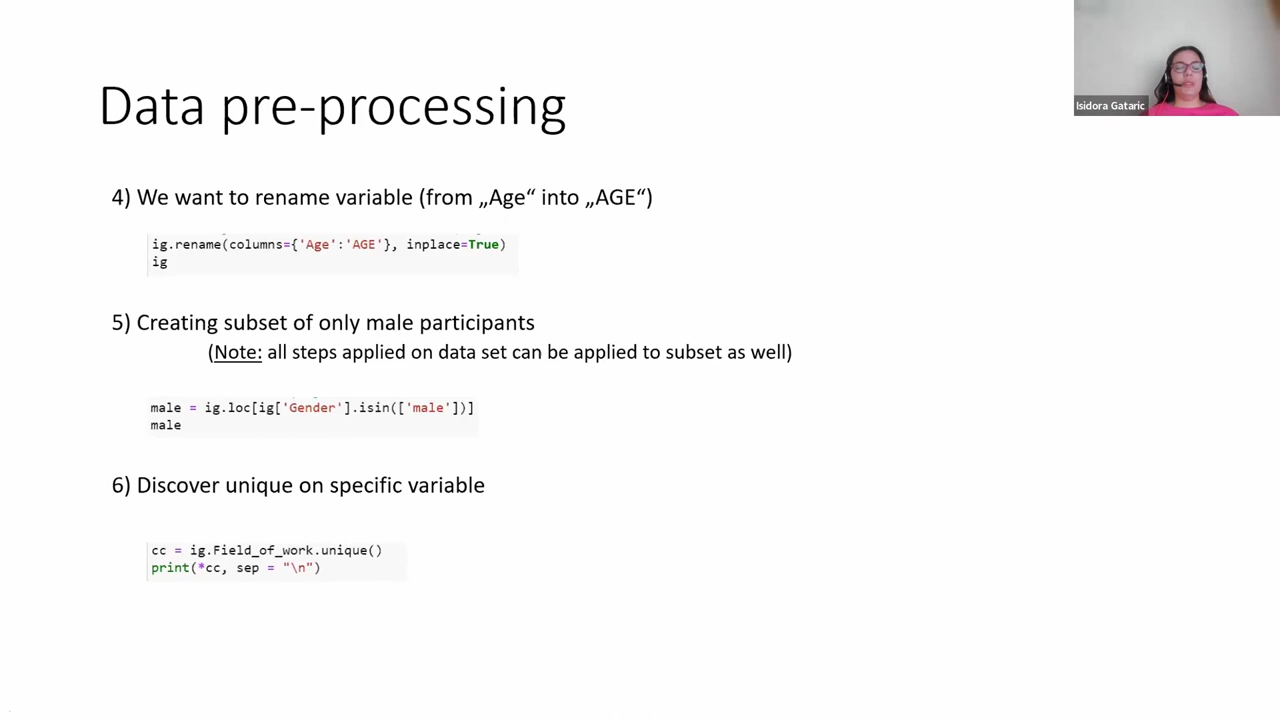 Data pre-processing
Isidora Gataric
4) We want to rename variable (from „Age“ into „AGE“)
ig.rename(columns={'Age':'AGE'}, inplace=True)
ig
5) Creating subset of only male participants
(Note: all steps applied on data set can be applied to subset as well)
male = ig.loc[ig['Gender'].isin(['male'])]
male
6) Discover unique on specific variable
cc = ig.Field_of_work.unique()
print(*cc, sep = "\n")